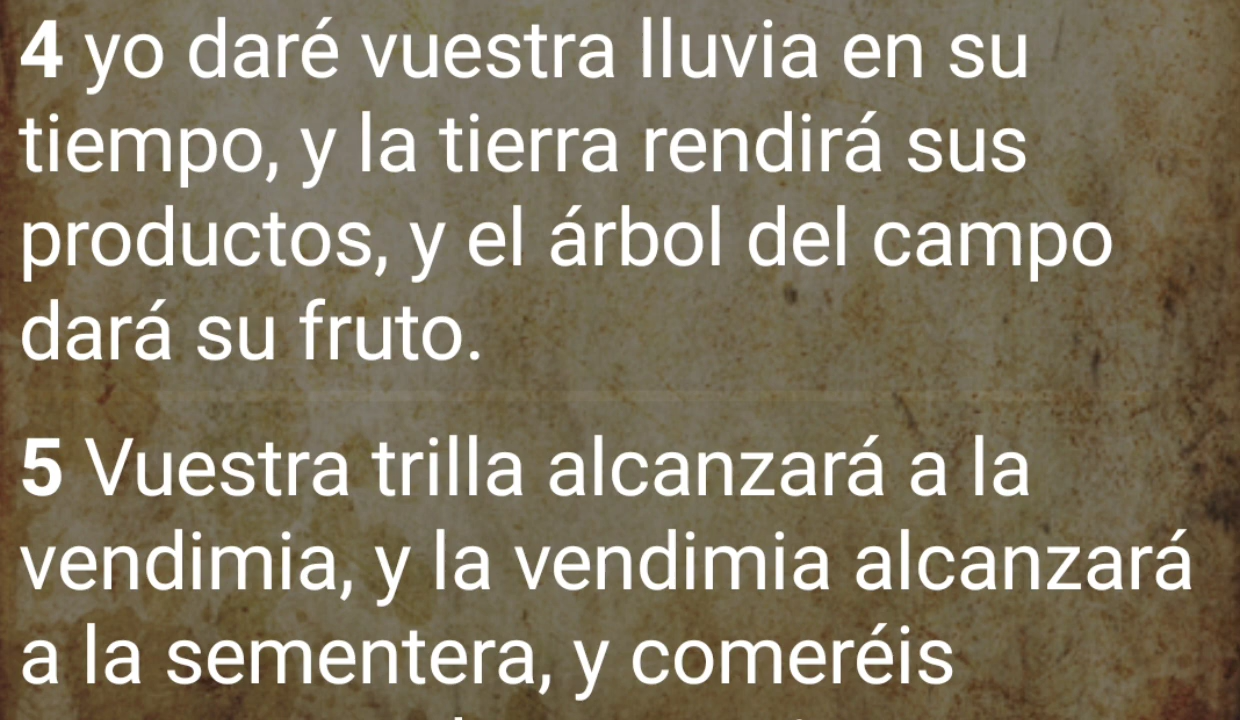 4 yo daré vuestra lluvia en su
tiempo, y la tierra rendirá sus
productos, y el árbol del campo
dará su fruto.
5 Vuestra trilla alcanzará a la
vendimia, y la vendimia alcanzará
a la sementera, y comeréis